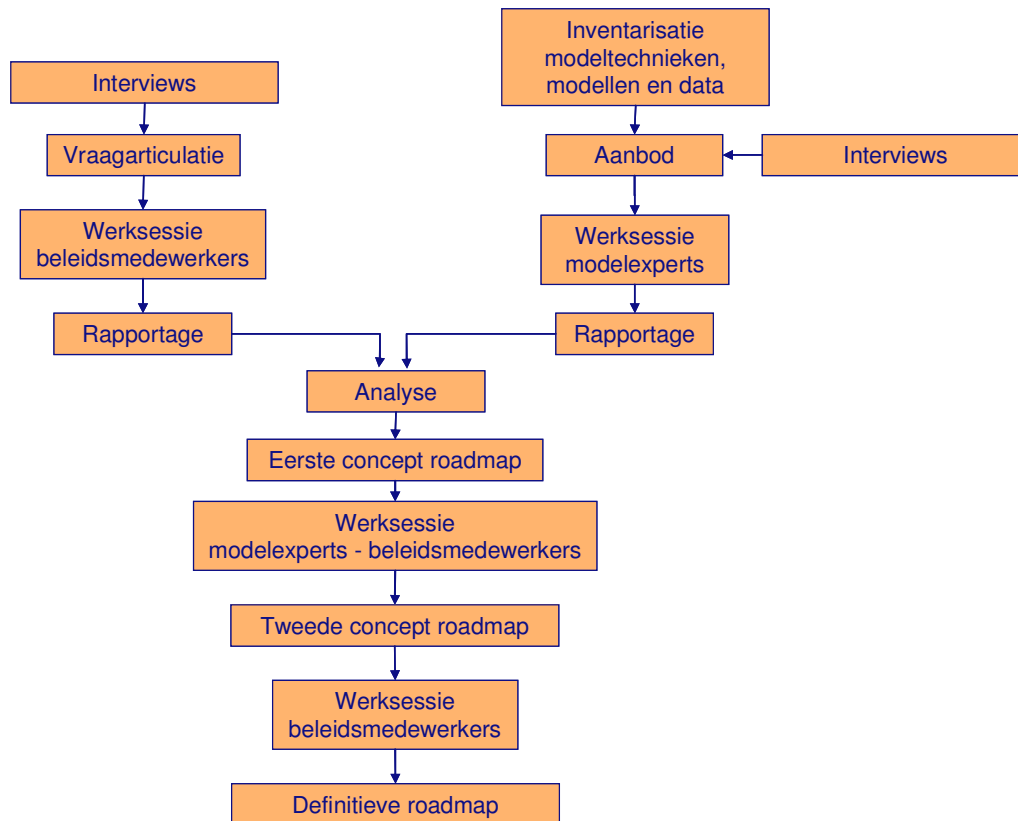 Inventarisatie
modeltechnieken,
modellen en data
Interviews
Vraagarticulatie
Aanbod
Interviews
Werksessie
beleidsmedewerkers
Werksessie
modelexperts
Rapportage
Rapportage
Analyse
Eerste concept roadmap
Werksessie
modelexperts - beleidsmedewerkers
Tweede concept roadmap
Werksessie
beleidsmedewerkers
Definitieve roadmap